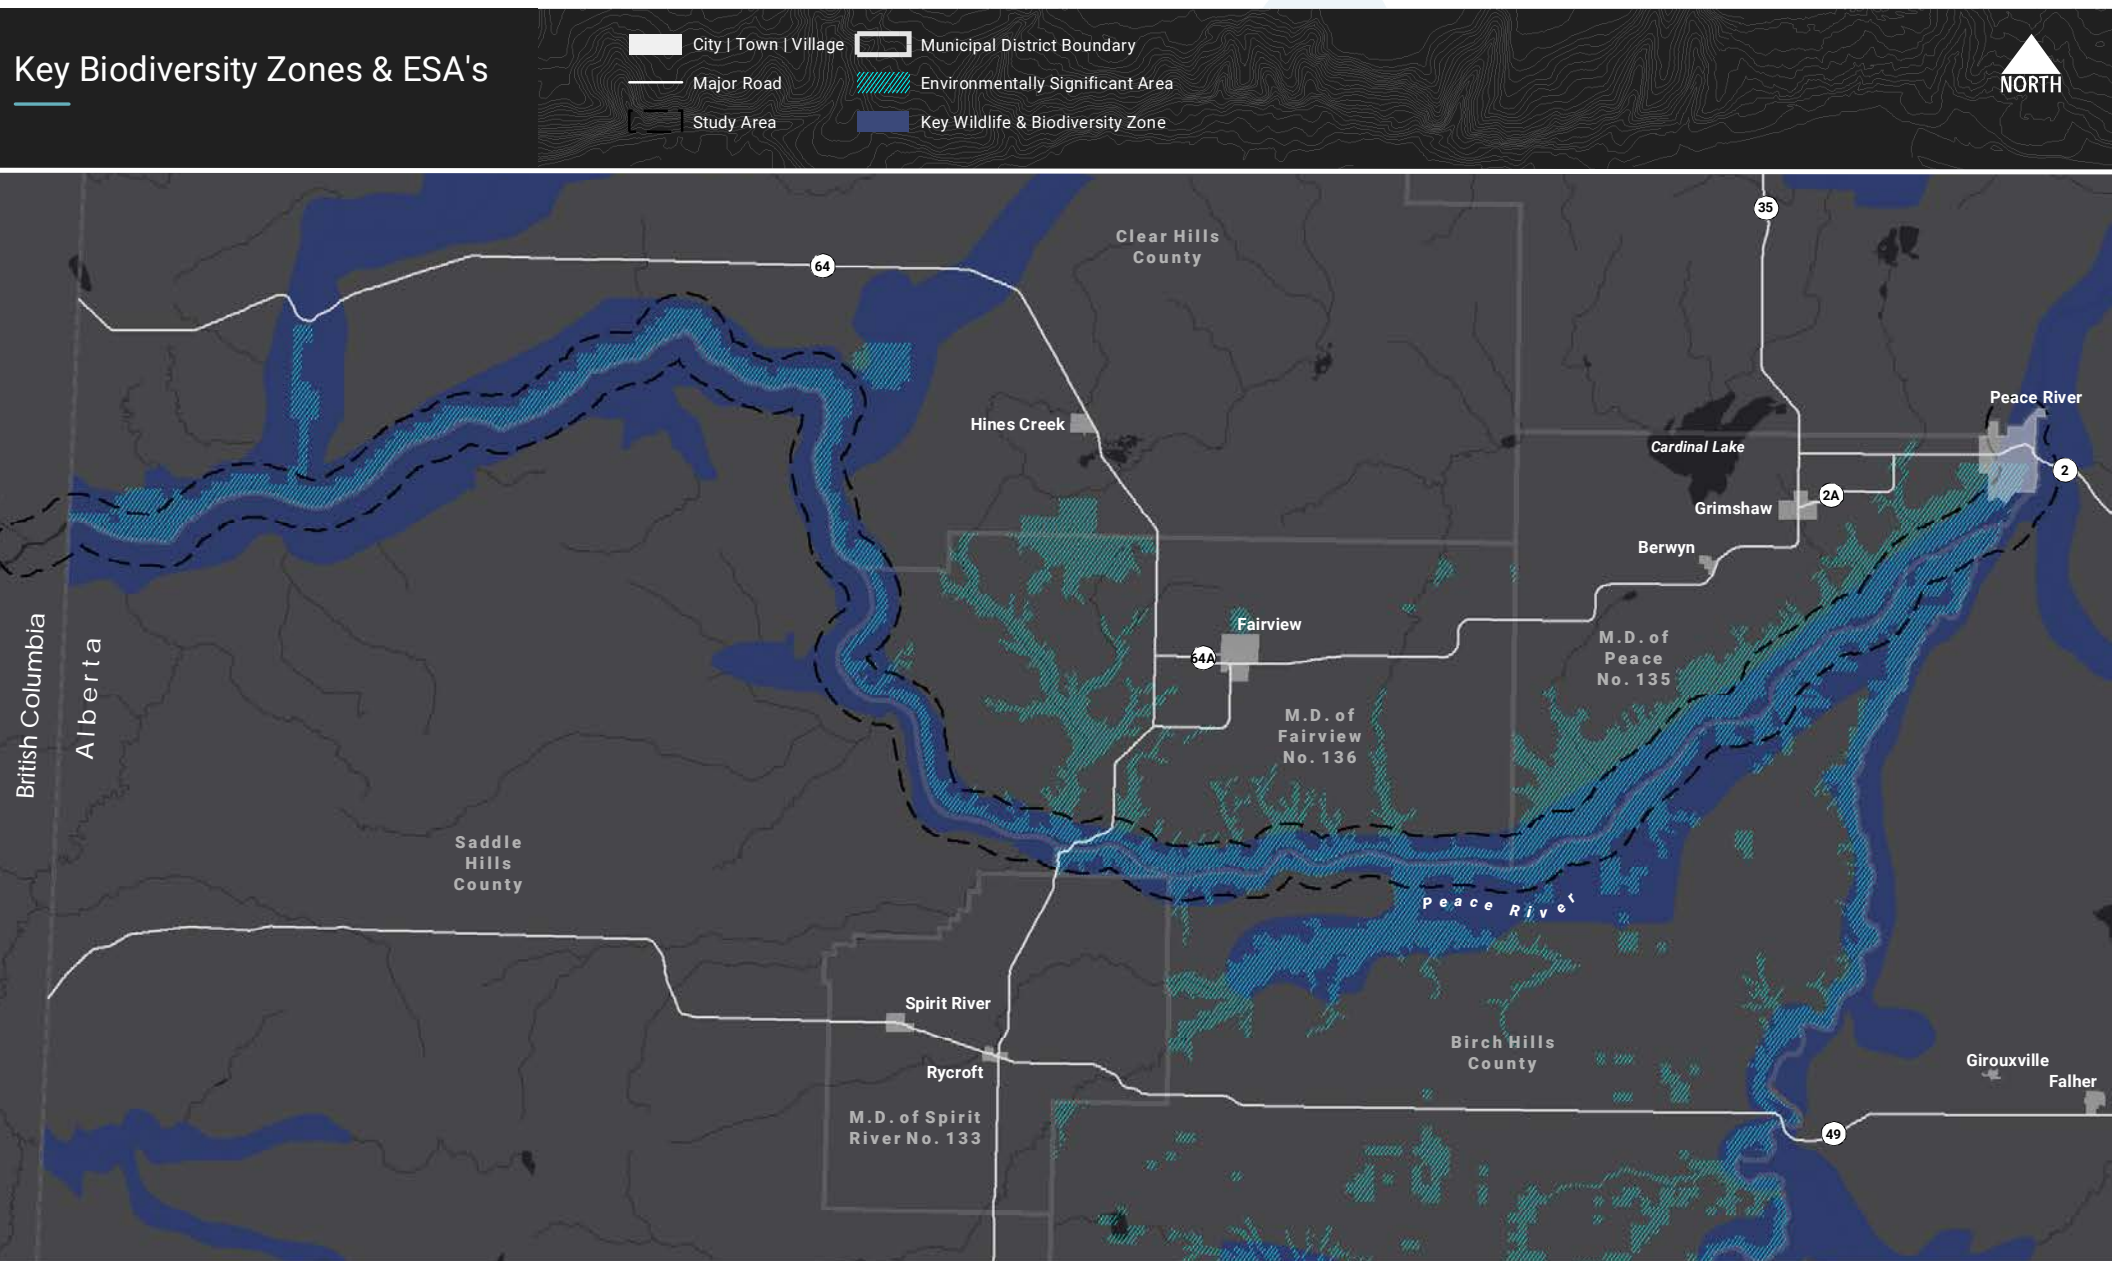 Key Biodiversity Zones & ESA's
City | Town | Village
Municipal District Boundary
Major Road
Environmentally Significant Area
Study Area
Key Wildlife & Biodiversity Zone
NORTH
35
Clear Hills
County
64
Peace River
Hines Creek
Cardinal Lake
2
2A
Grimshaw
Berwyn
British Columbia
Alberta
Fairview
64A
M.D. of
Peace
No. 135
M.D. of
Fairview
No. 136
Saddle
Hills
County
Peace River
Spirit River
Rycroft
Birch Hills
County
Girouxville
Falher
M.D. of Spirit
River No. 133
49